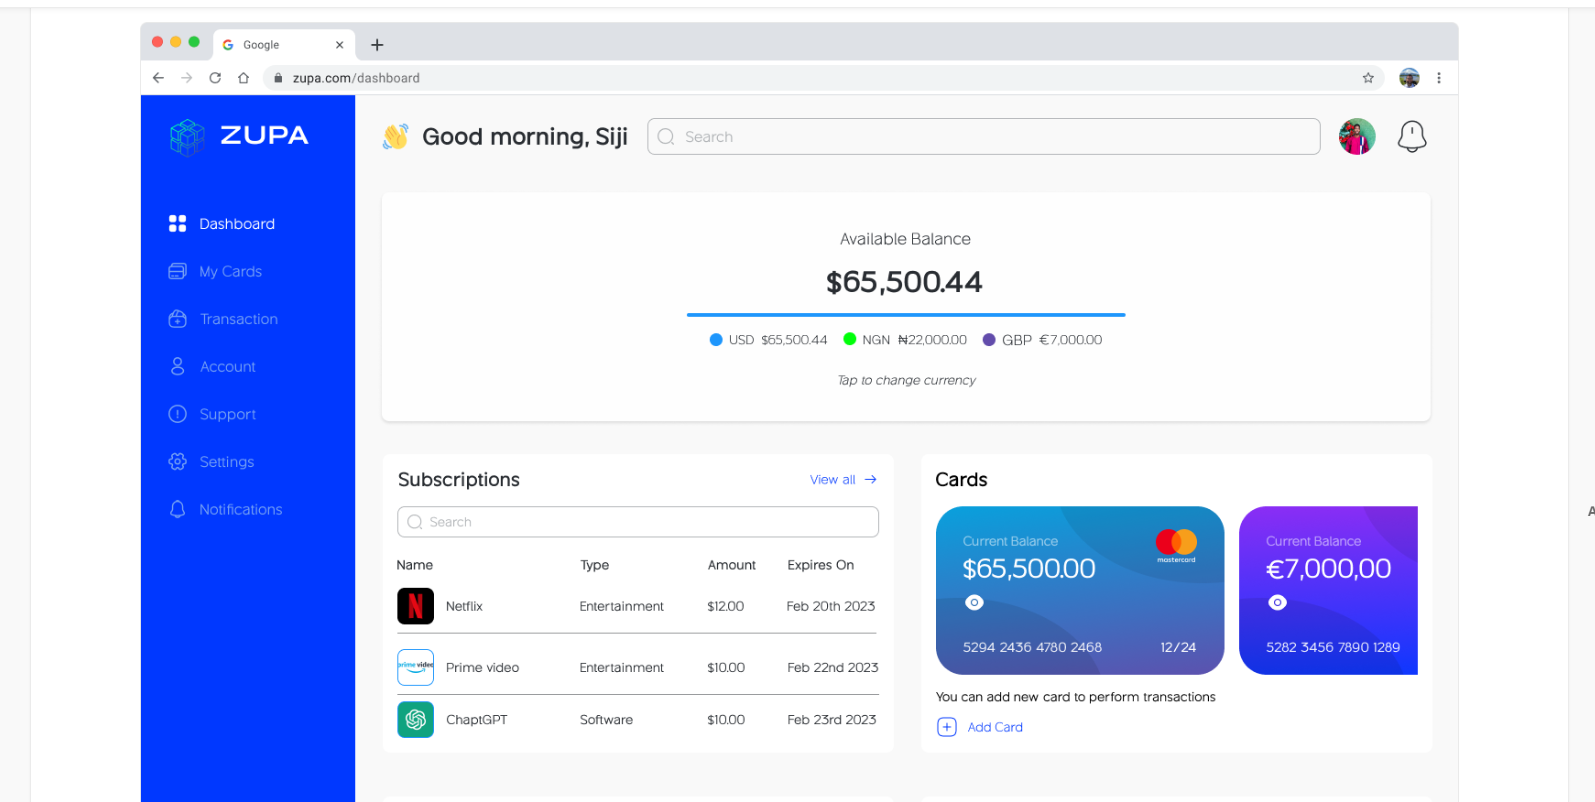 Google
zupa.com/dashboard
ZUPA
Good morning, Siji
Search
Dashboard
My Cards
Transaction
Account
Support
Settings
Notifications
Available Balance
$65,500.44
USD $65,500.44 NGN ₦22,000.00 GBP €7,000.00
Tap to change currency
Subscriptions
View all
Search
Name Type Amount Expires On
Netflix Entertainment $12.00 Feb 20th 2023
prime video
Prime video Entertainment $10.00 Feb 22nd 2023
ChaptGPT Software $10.00 Feb 23rd 2023
Cards
Current Balance
$65,500.00
mastercard
5294 2436 4780 2468 12/24
Current Balance
€7,000,00
5282 3456 7890 1289
You can add new card to perform transactions
Add Card